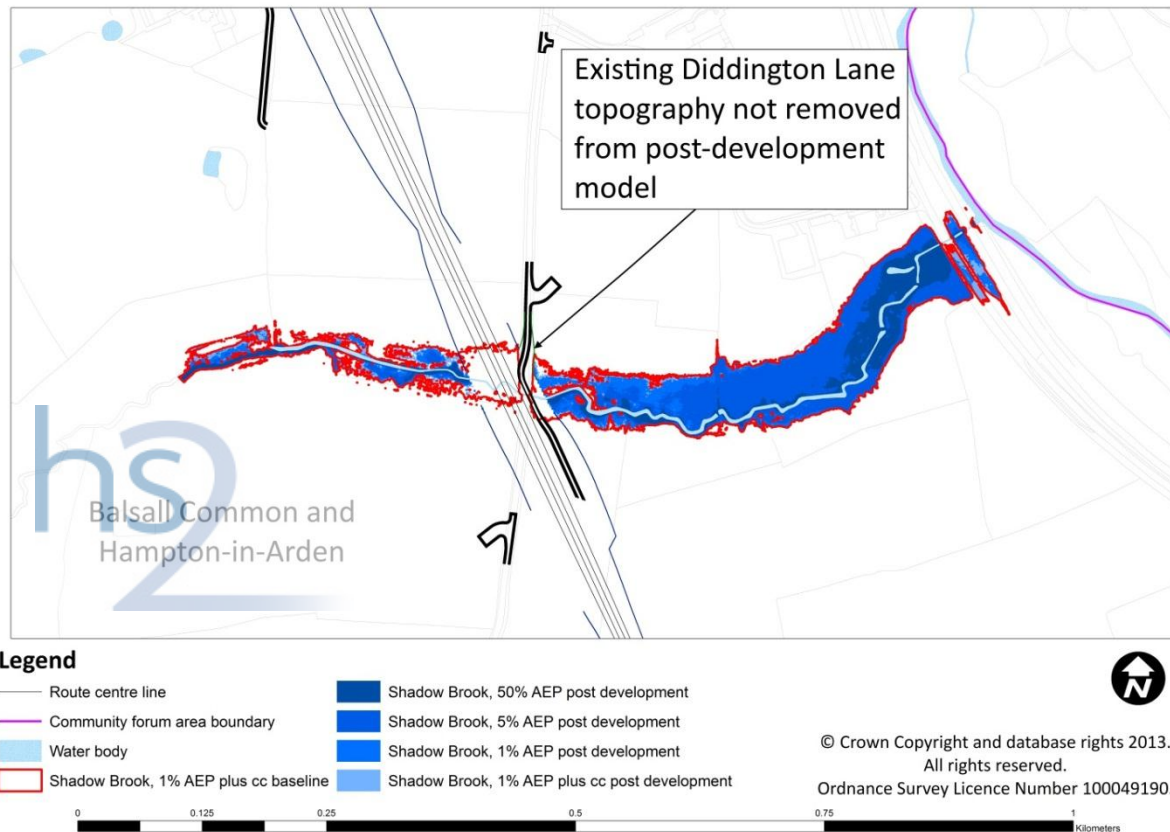 Existing Diddington Lane
topography not removed
from post-development
model
hs2
Balsall Common and
Hampton-in-Arden
Legend
Route centre line
Community forum area boundary
Water body
Shadow Brook, 1% AEP plus cc baseline
Shadow Brook, 50% AEP post development
Shadow Brook, 5% AEP post development
Shadow Brook, 1% AEP post development
Shadow Brook, 1% AEP plus cc post development
N
© Crown Copyright and database rights 2013.
All rights reserved.
Ordnance Survey Licence Number 100049190.
0 0.125 0.25 0.5 0.75 1
Kilometers